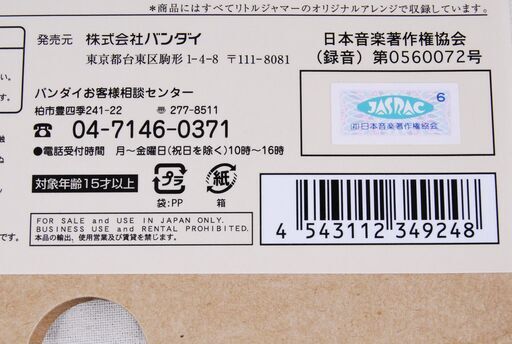 商品にはすべてリトルジャマーのオリジナルアレンジで収録しています。
発売元 株式会社バンダイ
東京都台東区駒形1-4-8 〒111-8081
バンダイお客様相談センター
柏市豊四季241-22 〒277-8511
☎04-7146-0371
●電話受付時間 月〜金曜日(祝日を除く)10時〜16時
対象年齢15才以上
プラ
袋:PP
紙
箱
FOR SALE and USE IN JAPAN ONLY.
BUSINESS USE and RENTAL PROHIBITED.
本品の輸出、使用営業及び賃貸を禁じます。
日本音楽著作権協会
(録音) 第0560072号
6
JASRAC
日本音楽著作権協会
4 543112 349248